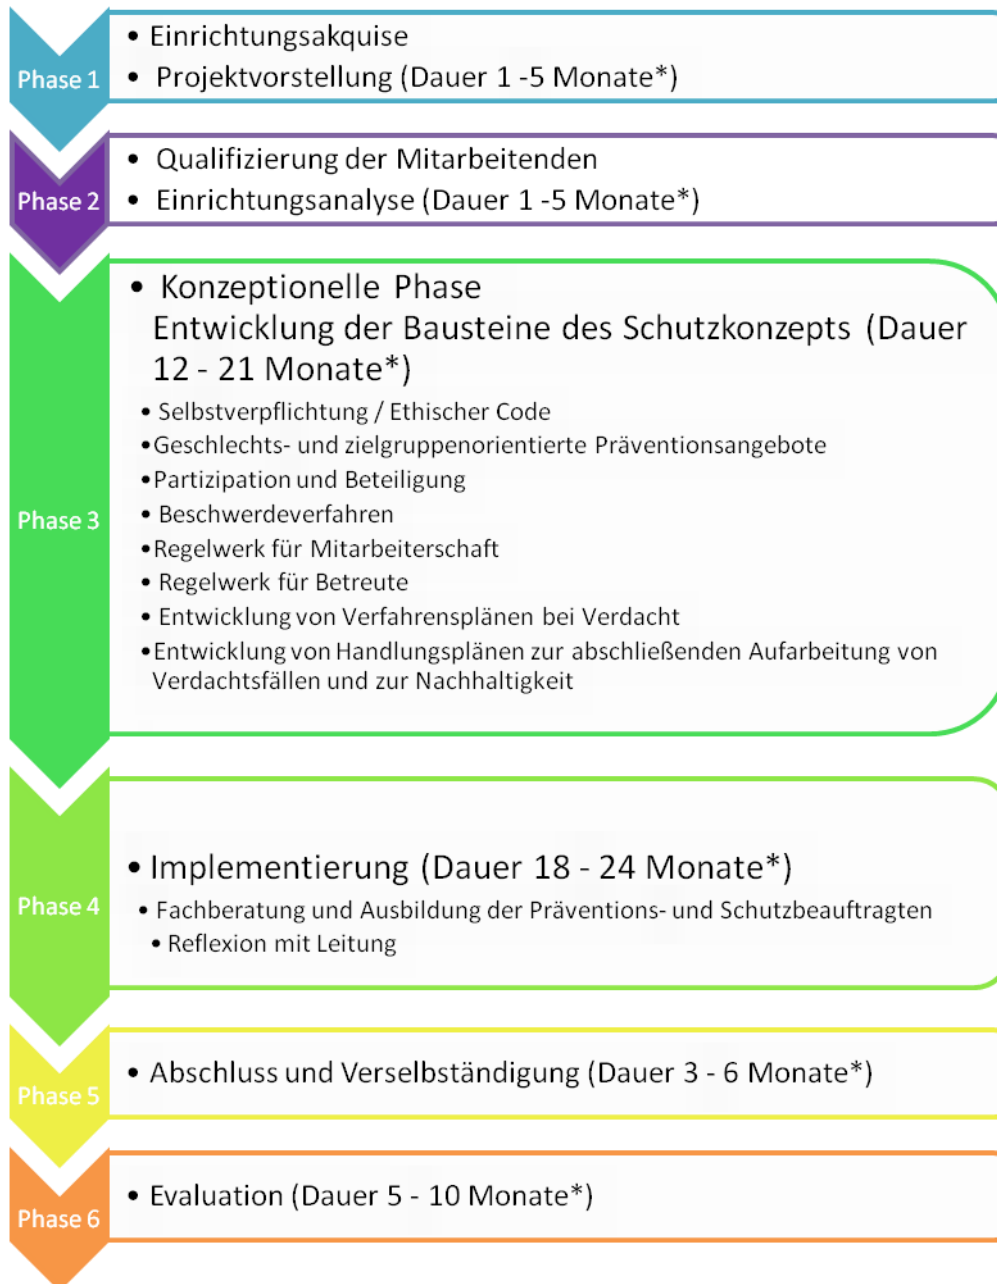 Phase 1
• Einrichtungsakquise
• Projektvorstellung (Dauer 1 -5 Monate*)
Phase 2
• Qualifizierung der Mitarbeitenden
• Einrichtungsanalyse (Dauer 1 -5 Monate*)
Phase 3
• Konzeptionelle Phase
Entwicklung der Bausteine des Schutzkonzepts (Dauer
12 - 21 Monate*)
• Selbstverpflichtung / Ethischer Code
•Geschlechts- und zielgruppenorientierte Präventionsangebote
•Partizipation und Beteiligung
• Beschwerdeverfahren
•Regelwerk für Mitarbeiterschaft
• Regelwerk für Betreute
• Entwicklung von Verfahrensplänen bei Verdacht
•Entwicklung von Handlungsplänen zur abschließenden Aufarbeitung von
Verdachtsfällen und zur Nachhaltigkeit
Phase 4
• Implementierung (Dauer 18 - 24 Monate*)
• Fachberatung und Ausbildung der Präventions- und Schutzbeauftragten
• Reflexion mit Leitung
Phase 5
• Abschluss und Verselbständigung (Dauer 3 - 6 Monate*)
Phase 6
• Evaluation (Dauer 5 - 10 Monate*)